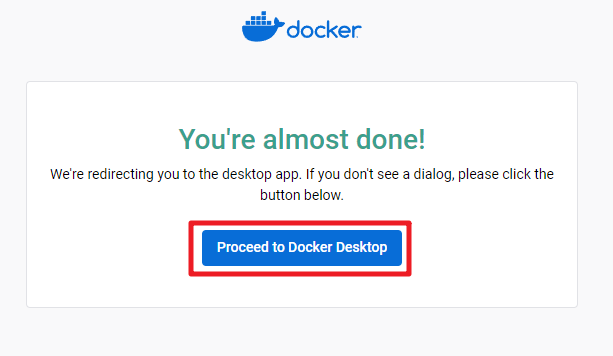 docker
You're almost done!
We're redirecting you to the desktop app. If you don't see a dialog, please click the
button below.
Proceed to Docker Desktop